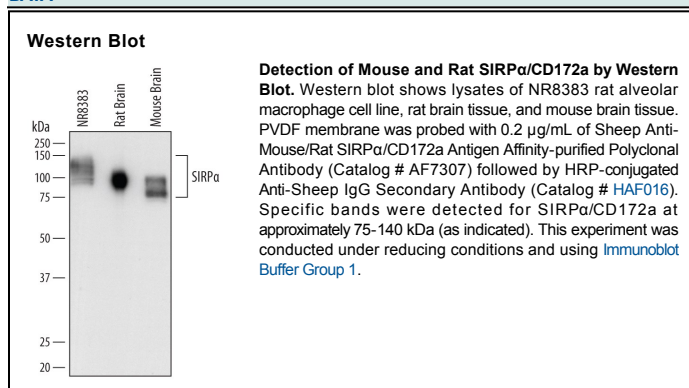 Western Blot
NR8383
Rat Brain
Mouse Brain
kDa
250
150
100
75
50
37
25
20
SIRPα
Detection of Mouse and Rat SIRPα/CD172a by Western
Blot. Western blot shows lysates of NR8383 rat alveolar
macrophage cell line, rat brain tissue, and mouse brain tissue.
PVDF membrane was probed with 0.2 µg/mL of Sheep Anti-
Mouse/Rat SIRPα/CD172a Antigen Affinity-purified Polyclonal
Antibody (Catalog # AF7307) followed by HRP-conjugated
Anti-Sheep IgG Secondary Antibody (Catalog # HAF016).
Specific bands were detected for SIRPα/CD172a at
approximately 75-140 kDa (as indicated). This experiment was
conducted under reducing conditions and using Immunoblot
Buffer Group 1.